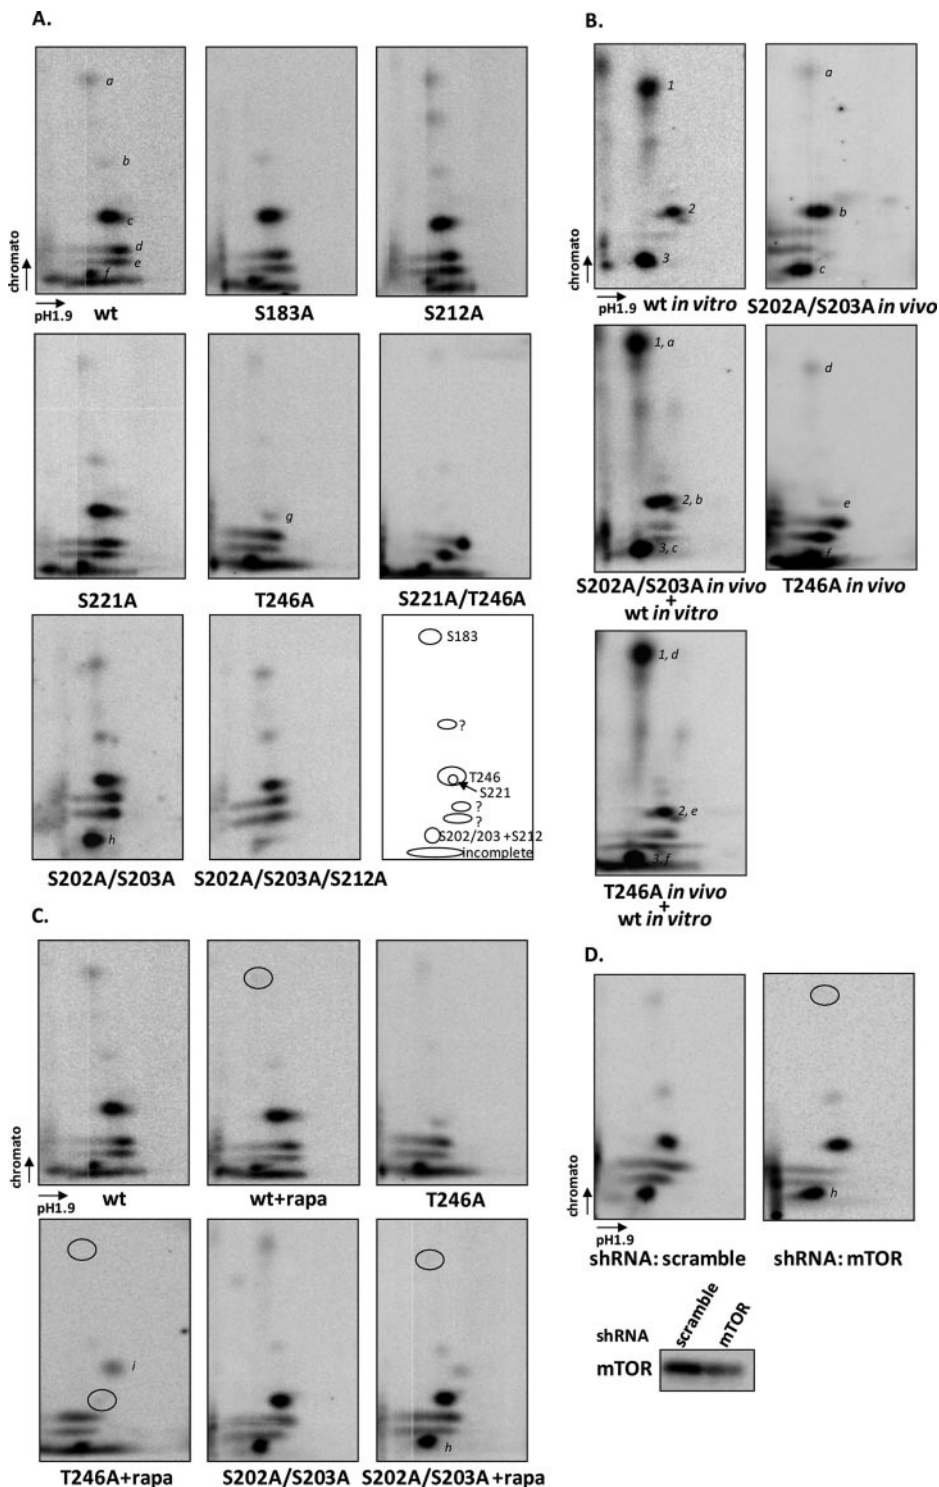 A.
a
b
c
d
e
f
chromato
pH1.9
wt
S183A
S212A
g
S221A
T246A
S221A/T246A
h
S183
?
T246
S221
?
?
S202/203 +S212
incomplete
S202A/S203A
S202A/S203A/S212A
B.
1
2
3
a
b
c
chromato
pH1.9
wt in vitro
S202A/S203A in vivo
1, a
2, b
3, c
d
e
f
S202A/S203A in vivo
+
wt in vitro
T246A in vivo
1, d
2, e
3, f
T246A in vivo
+
wt in vitro
C.
chromato
pH1.9
wt
wt+rapa
T246A
i
h
T246A+rapa
S202A/S203A
S202A/S203A +rapa
D.
chromato
pH1.9
h
shRNA: scramble
shRNA: mTOR
shRNA
scramble
mTOR
mTOR